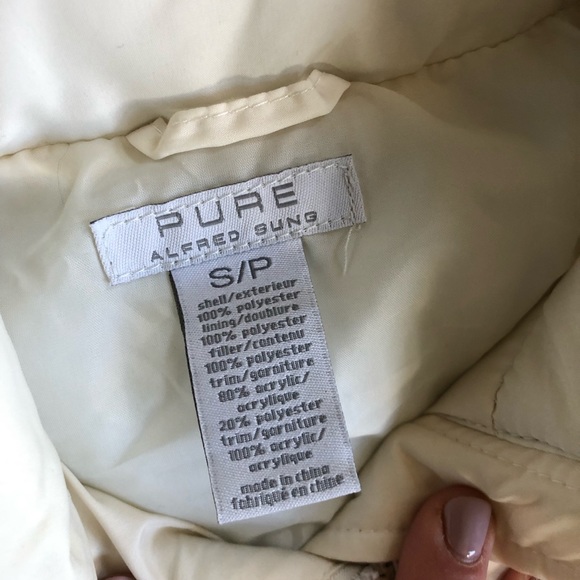 PURE
ALFRED SUNG
S/P
shell/exterieur
100% polyester
lining/doublure
100% polyester
filler/contenu
100% polyester
trim/garniture
80% acrylic/
acrylique
20% polyester
trim/garniture
100% acrylic/
acrylique
made in china
fabriqué en chine